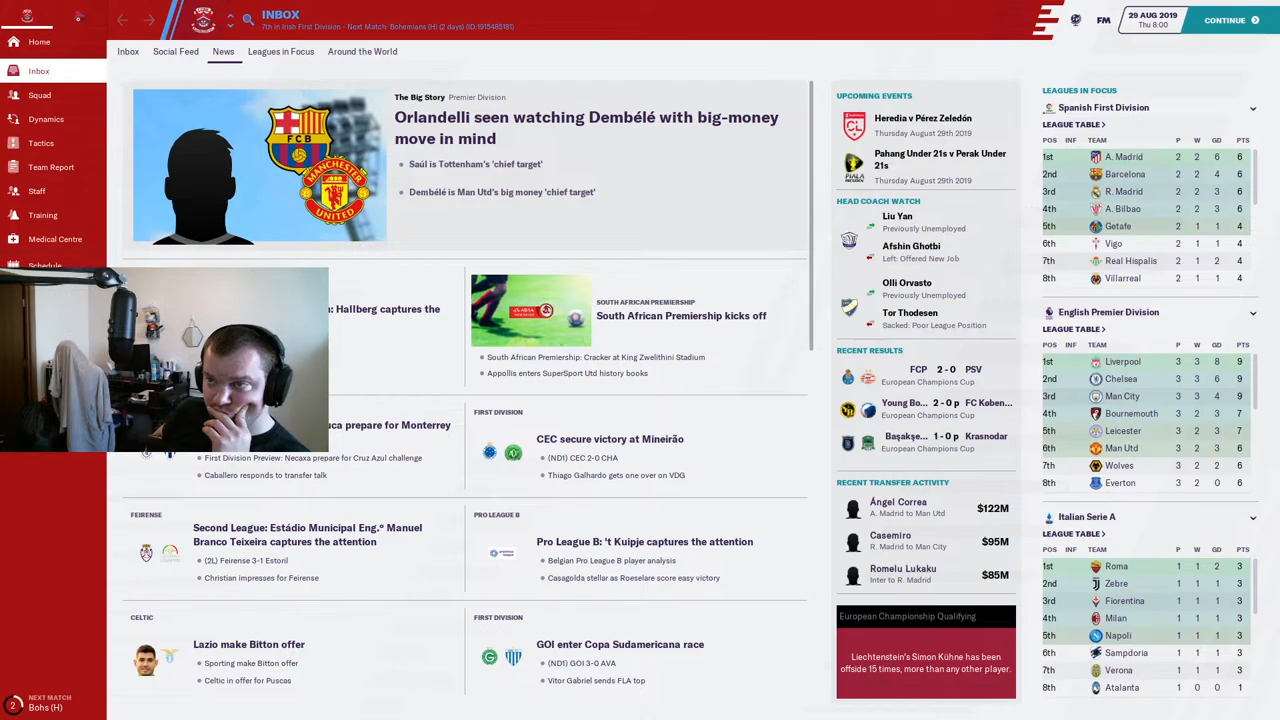 INBOX
7th in Irish First Division - Next Match: Bohemians (H) (2 days) (ID:1915485181)
FM
29 AUG 2019
Thu 8:00
CONTINUE
Home
Inbox
Squad
Dynamics
Tactics
Team Report
Staff
Training
Medical Centre
Schedule
NEXT MATCH
2
Bohs (H)
Inbox
Social Feed
News
Leagues in Focus
Around the World
The Big Story Premier Division
Orlandelli seen watching Dembélé with big-money
move in mind
Saúl is Tottenham's 'chief target'
Dembélé is Man Utd's big money 'chief target'
FCB
MANCHESTER
UNITED
Hallberg captures the
SOUTH AFRICAN PREMIERSHIP
South African Premiership kicks off
South African Premiership: Cracker at King Zwelithini Stadium
Appollis enters SuperSport Utd history books
prepare for Monterrey
First Division Preview: Necaxa prepare for Cruz Azul challenge
Caballero responds to transfer talk
FIRST DIVISION
CEC secure victory at Mineirão
(ND1) CEC 2-0 CHA
Thiago Galhardo gets one over on VDG
FEIRENSE
Second League: Estádio Municipal Eng.º Manuel
Branco Teixeira captures the attention
(2L) Feirense 3-1 Estoril
Christian impresses for Feirense
PRO LEAGUE B
Pro League B: 't Kuipje captures the attention
Belgian Pro League B player analysis
Casagolda stellar as Roeselare score easy victory
CELTIC
Lazio make Bitton offer
Sporting make Bitton offer
Celtic in offer for Puscas
FIRST DIVISION
GOI enter Copa Sudamericana race
(ND1) GOI 3-0 AVA
Vitor Gabriel sends FLA top
UPCOMING EVENTS
Heredia v Pérez Zeledón
Thursday August 29th 2019
Pahang Under 21s v Perak Under
21s
Thursday August 29th 2019
HEAD COACH WATCH
Liu Yan
Previously Unemployed
Afshin Ghotbi
Left: Offered New Job
Olli Orvasto
Previously Unemployed
Tor Thodesen
Sacked: Poor League Position
RECENT RESULTS
FCP 2 - 0 PSV
European Champions Cup
Young Bo... 2 - 0 p FC Køben...
European Champions Cup
Başakşe... 1 - 0 p Krasnodar
European Champions Cup
RECENT TRANSFER ACTIVITY
Ángel Correa
A. Madrid to Man Utd
$122M
Casemiro
R. Madrid to Man City
$95M
Romelu Lukaku
Inter to R. Madrid
$85M
European Championship Qualifying
Liechtenstein's Simon Kühne has been
offside 15 times, more than any other player.
LEAGUES IN FOCUS
Spanish First Division
LEAGUE TABLE
POS INF TEAM P W GD PTS
1st A. Madrid 2 2 6 6
2nd Barcelona 2 2 4 6
3rd R. Madrid 2 2 3 6
4th A. Bilbao 2 2 3 6
5th Getafe 2 1 1 4
6th Vigo 2 1 1 4
7th Real Hispalis 2 1 2 4
8th Villarreal 2 1 1 4
English Premier Division
LEAGUE TABLE
POS INF TEAM P W GD PTS
1st Liverpool 3 3 8 9
2nd Chelsea 3 3 6 9
3rd Man City 3 3 4 9
4th Bournemouth 3 2 3 7
5th Leicester 3 2 3 7
6th Man Utd 3 2 3 6
7th Wolves 3 2 2 6
8th Everton 3 2 0 6
Italian Serie A
LEAGUE TABLE
POS INF TEAM P W GD PTS
1st Roma 1 1 2 3
2nd Zebre 1 1 2 3
3rd Fiorentina 1 1 1 3
4th Milan 1 1 1 3
5th Napoli 1 1 1 3
6th Sampdoria 1 1 1 3
7th Verona 1 1 1 3
8th Atalanta 1 0 0 1